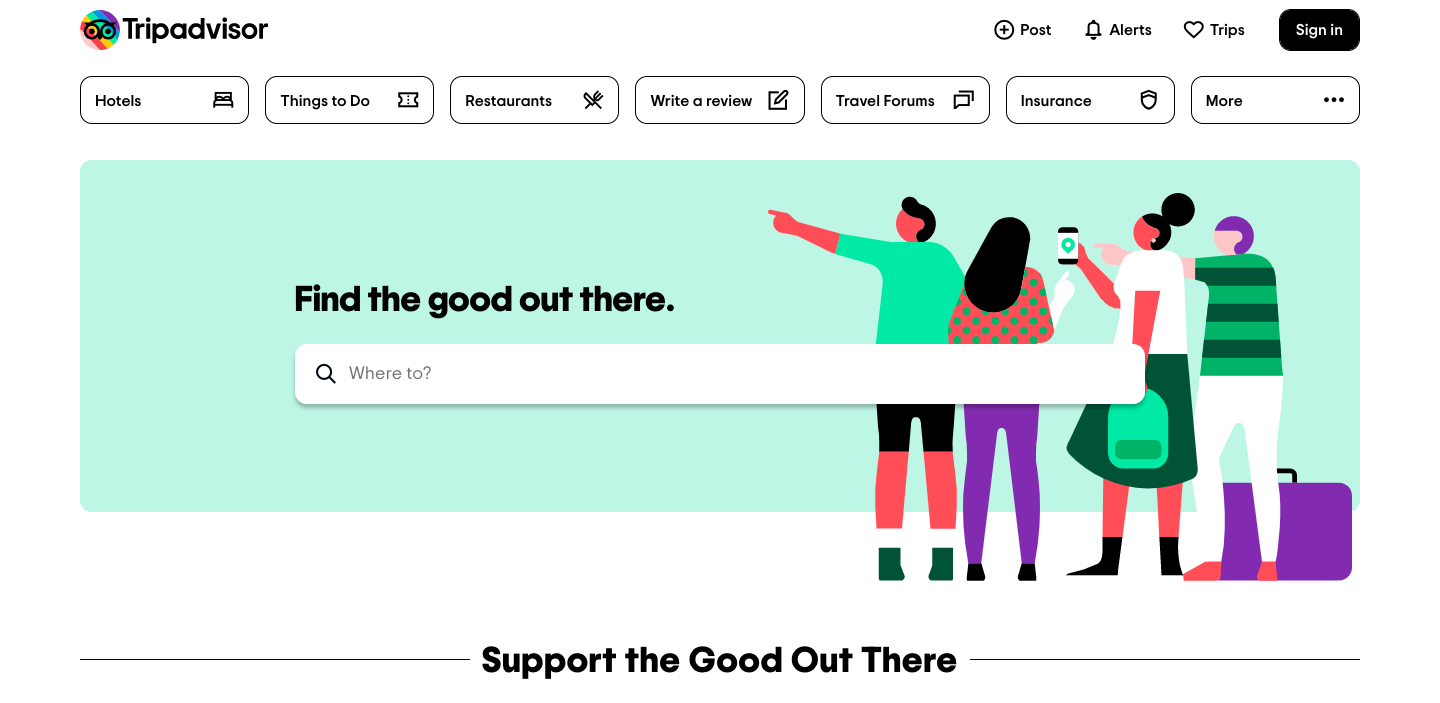 Tripadvisor
Post
Alerts
Trips
Sign in
Hotels
Things to Do
Restaurants
Write a review
Travel Forums
Insurance
More
Find the good out there.
Where to?
Support the Good Out There